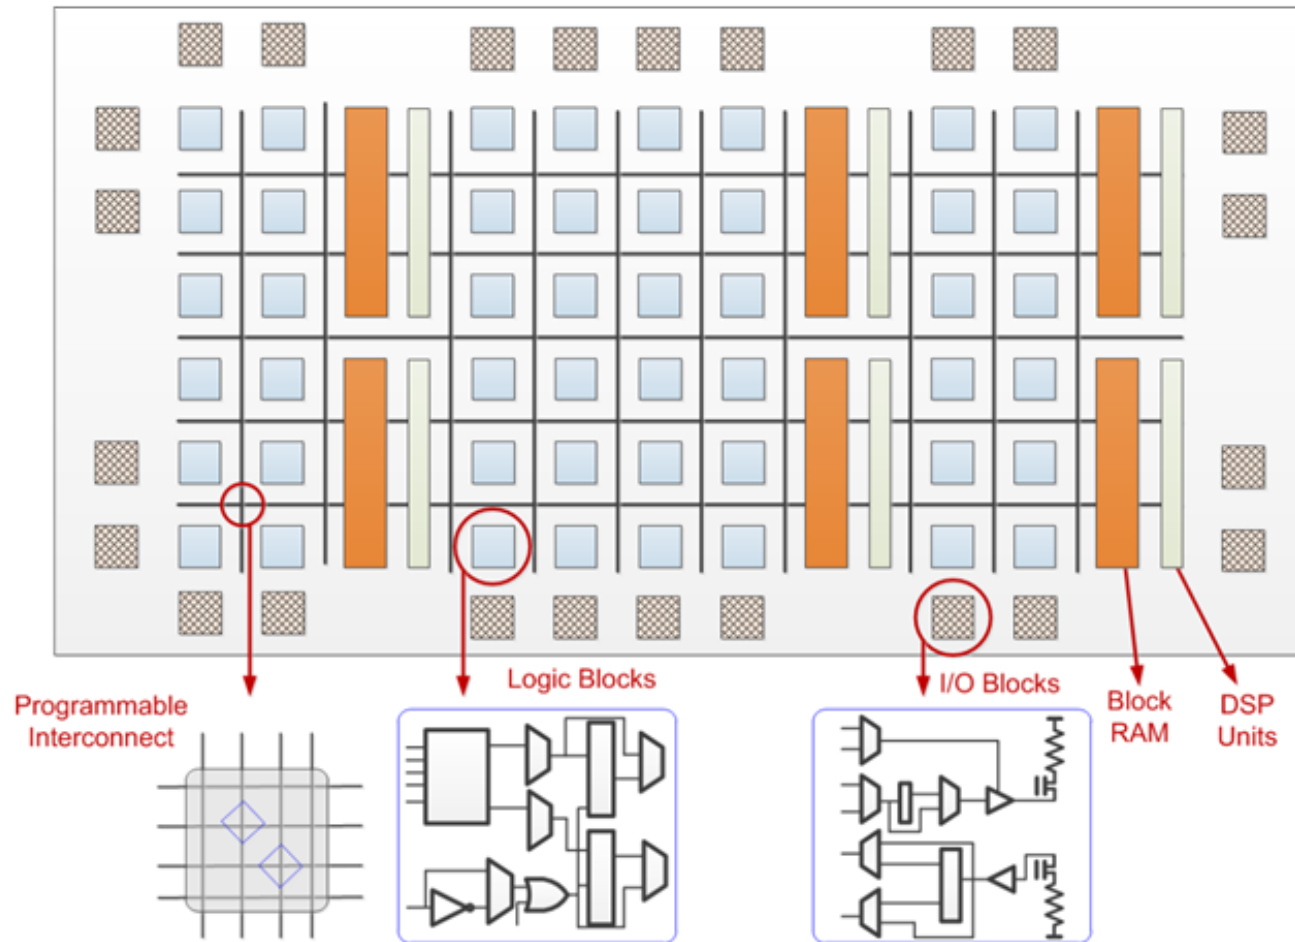 Programmable
Interconnect
Logic Blocks
I/O Blocks
Block
RAM
DSP
Units